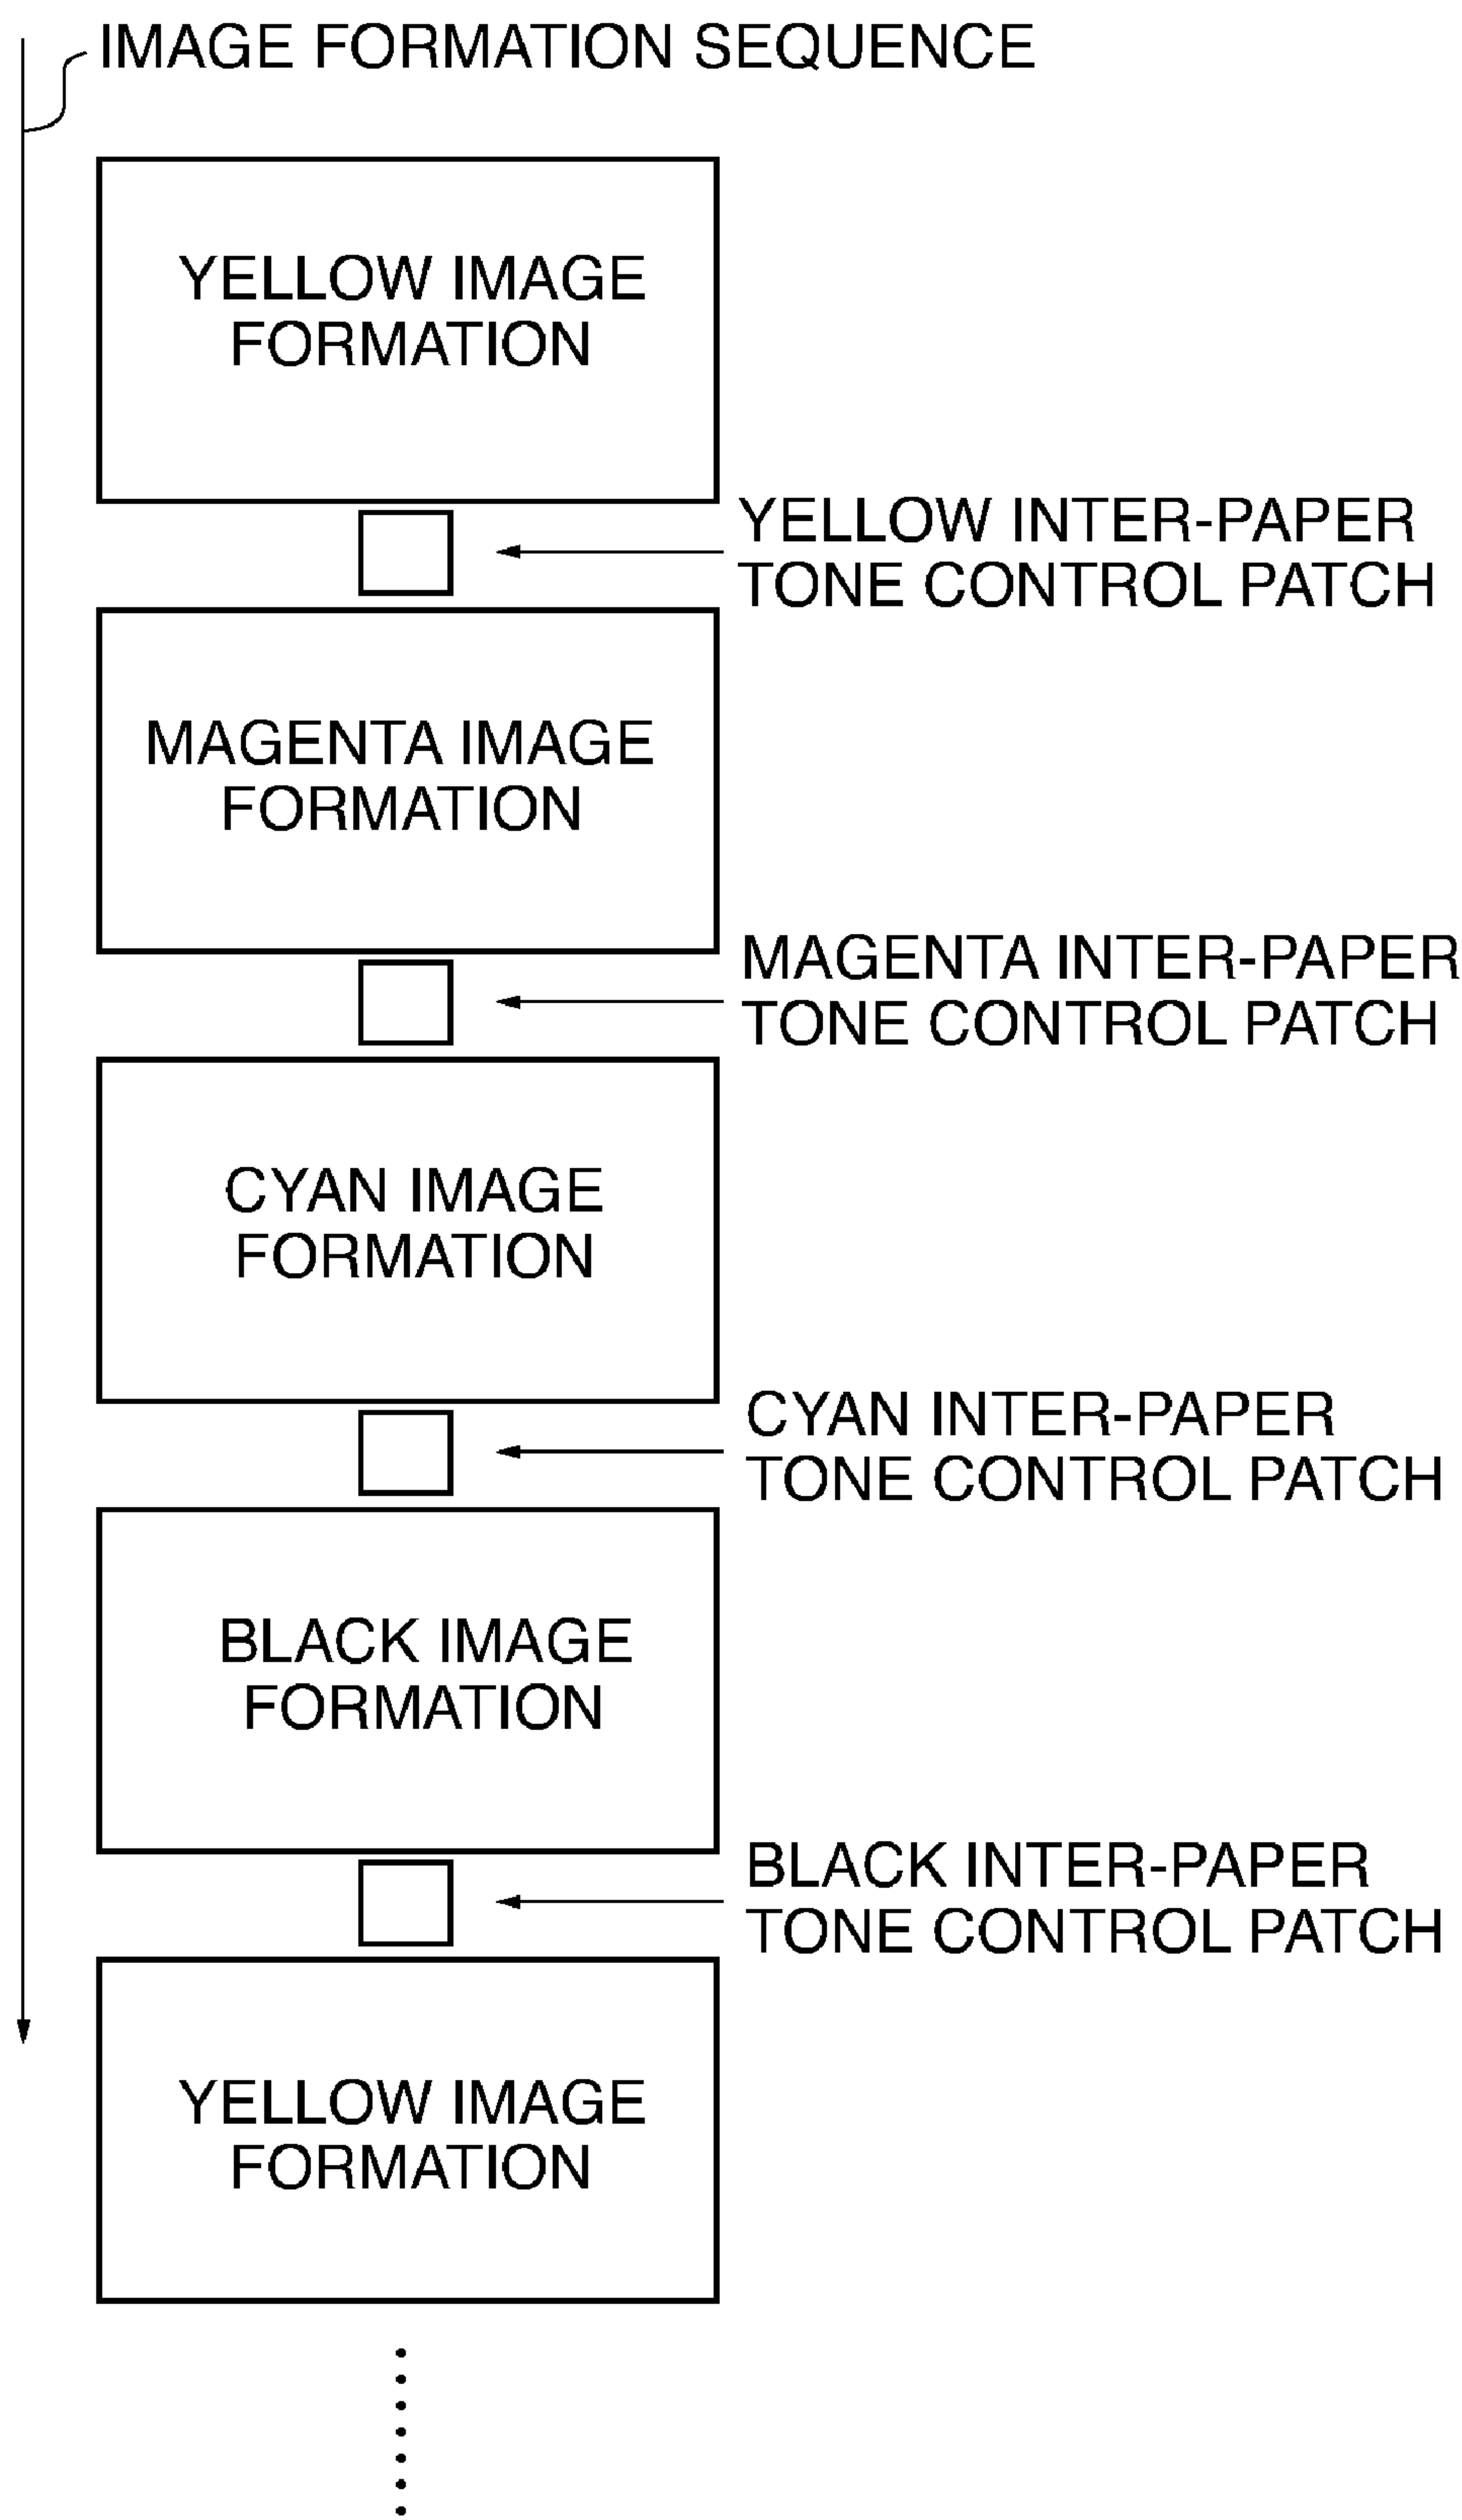 IMAGE FORMATION SEQUENCE
YELLOW IMAGE
FORMATION
YELLOW INTER-PAPER
TONE CONTROL PATCH
MAGENTA IMAGE
FORMATION
MAGENTA INTER-PAPER
TONE CONTROL PATCH
CYAN IMAGE
FORMATION
CYAN INTER-PAPER
TONE CONTROL PATCH
BLACK IMAGE
FORMATION
BLACK INTER-PAPER
TONE CONTROL PATCH
YELLOW IMAGE
FORMATION